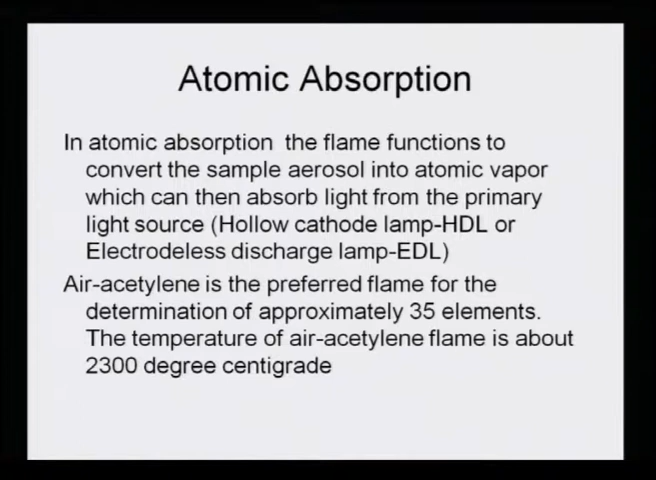 Atomic Absorption
In atomic absorption the flame functions to
convert the sample aerosol into atomic vapor
which can then absorb light from the primary
light source (Hollow cathode lamp-HDL or
Electrodeless discharge lamp-EDL)
Air-acetylene is the preferred flame for the
determination of approximately 35 elements.
The temperature of air-acetylene flame is about
2300 degree centigrade